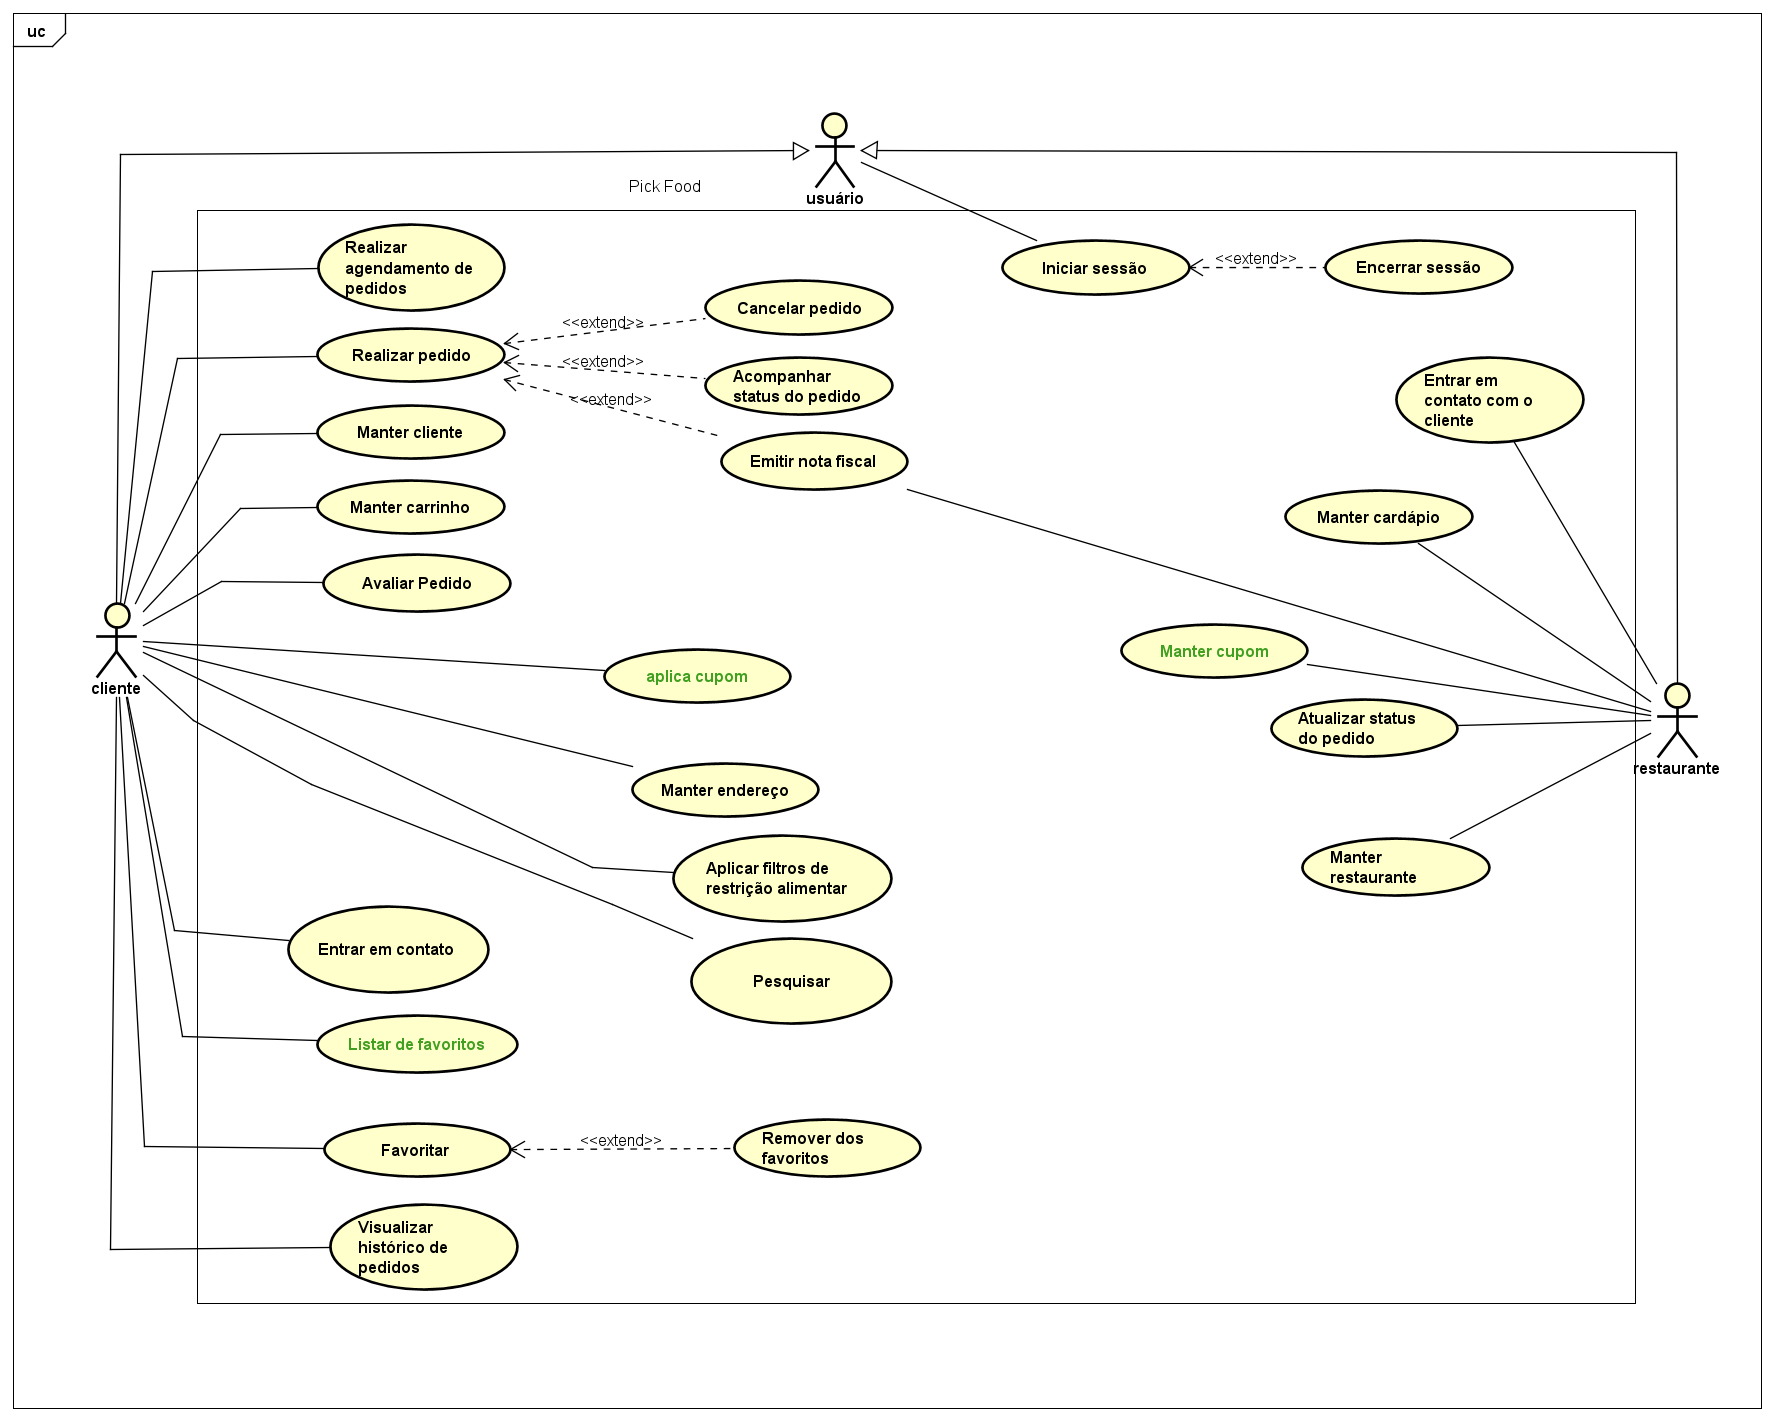 uc
usuário
Pick Food
Realizar
agendamento de
pedidos
Iniciar sessão
<<extend>>
Encerrar sessão
Realizar pedido
<<extend>>
Cancelar pedido
<<extend>>
Acompanhar
status do pedido
<<extend>>
Emitir nota fiscal
Entrar em
contato com o
cliente
Manter cliente
Manter carrinho
Manter cardápio
Avaliar Pedido
cliente
aplica cupom
Manter cupom
Atualizar status
do pedido
restaurante
Manter endereço
Aplicar filtros de
restrição alimentar
Manter
restaurante
Entrar em contato
Pesquisar
Listar de favoritos
Favoritar
<<extend>>
Remover dos
favoritos
Visualizar
histórico de
pedidos